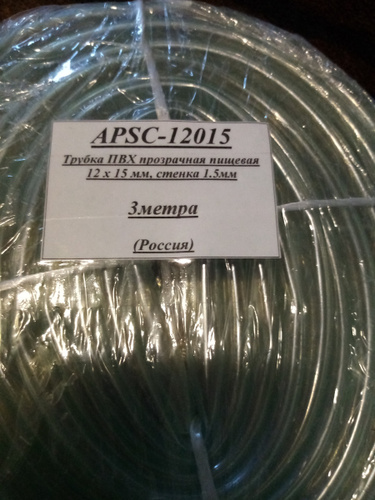 APSC-12015
Трубка ПВХ прозрачная пищевая
12 х 15 мм, стенка 1.5мм
3метра
(Россия)